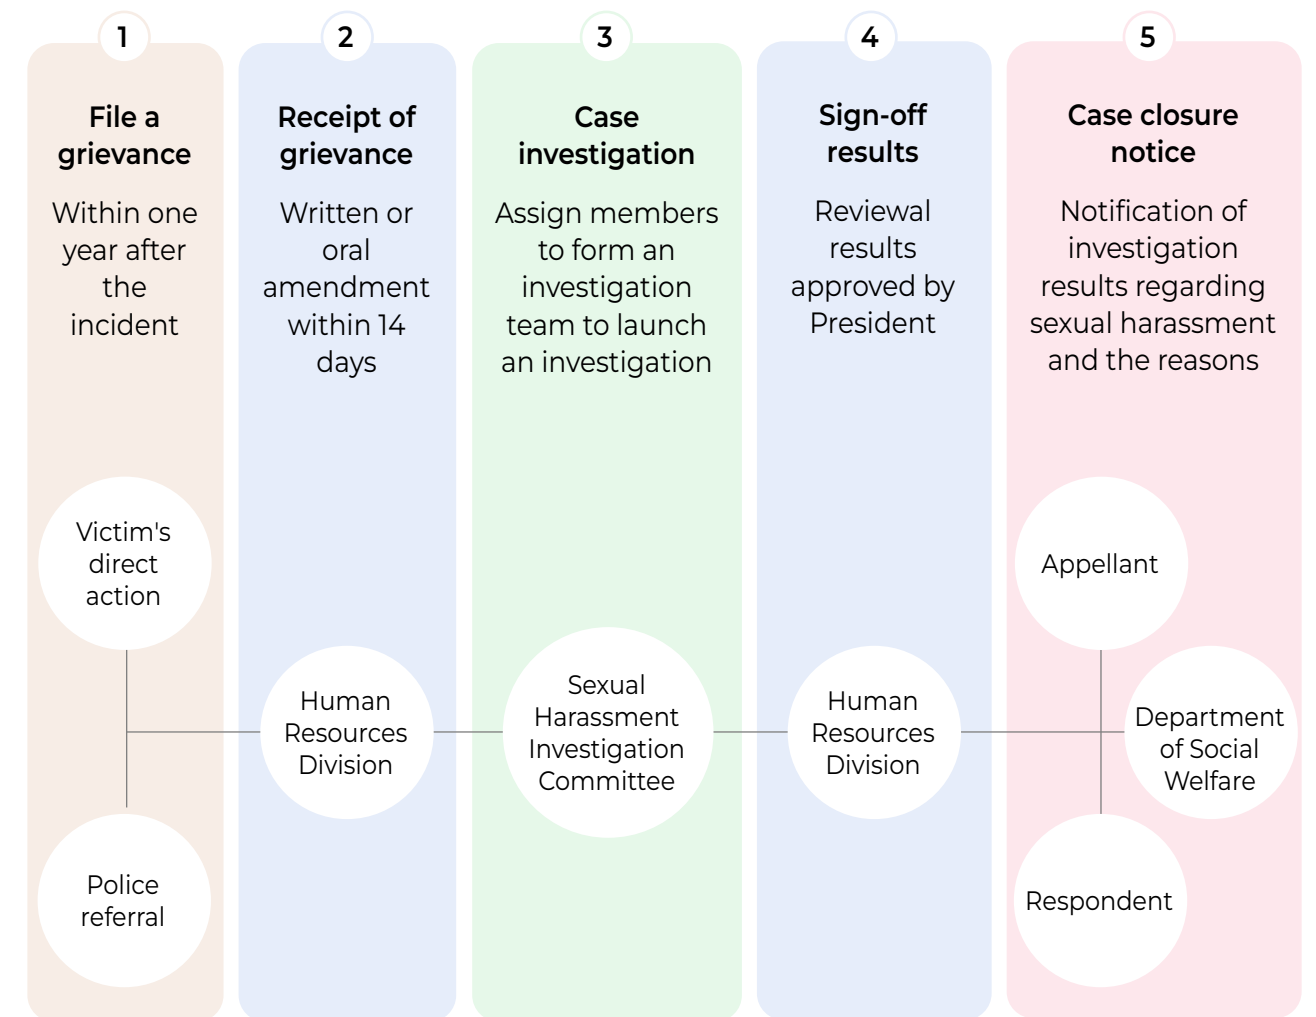 1
File a
grievance
Within one
year after
the
incident
Victim's
direct
action
Police
referral
2
Receipt of
grievance
Written or
oral
amendment
within 14
days
Human
Resources
Division
3
Case
investigation
Assign members
to form an
investigation
team to launch
an investigation
Sexual
Harassment
Investigation
Committee
4
Sign-off
results
Reviewal
results
approved by
President
Human
Resources
Division
5
Case closure
notice
Notification of
investigation
results regarding
sexual harassment
and the reasons
Appellant
Department
of Social
Welfare
Respondent